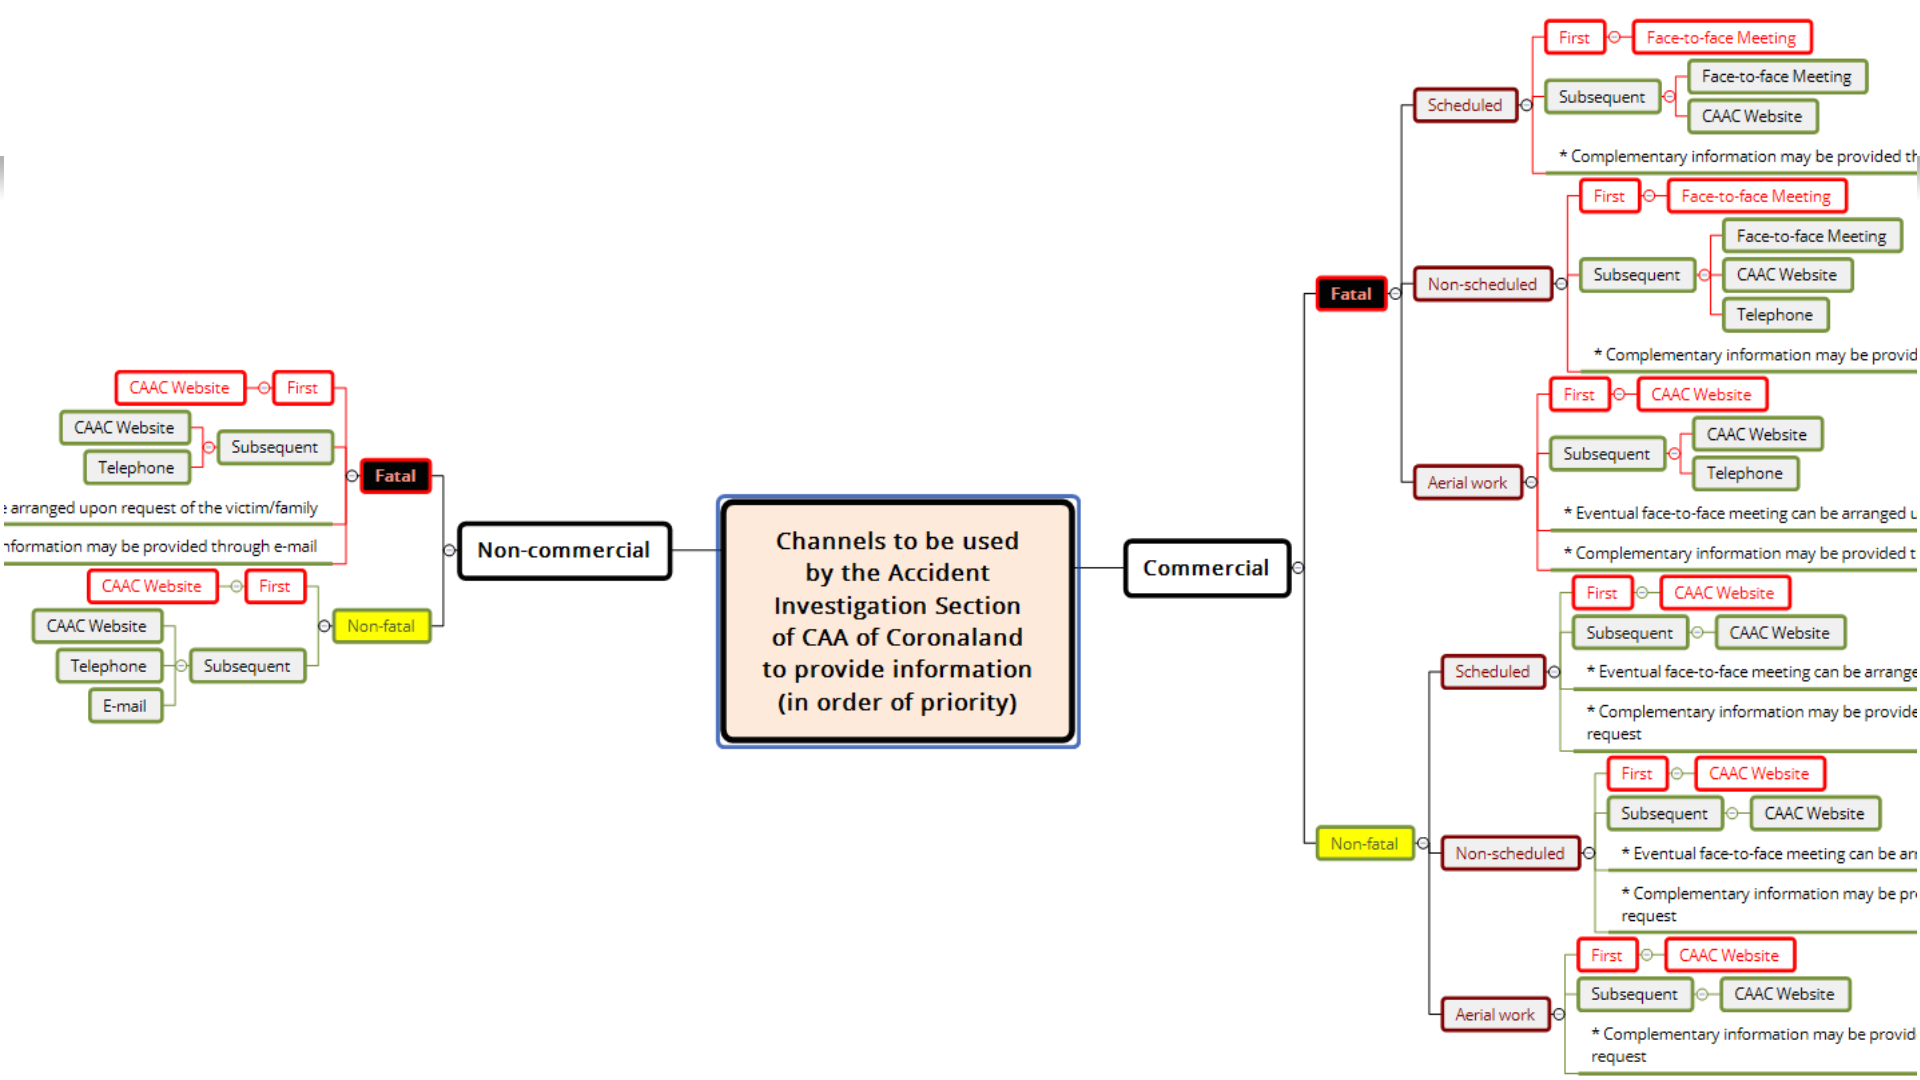 Channels to be used
by the Accident
Investigation Section
of CAA of Coronaland
to provide information
(in order of priority)
Non-commercial
Fatal
First
CAAC Website
Subsequent
CAAC Website
Telephone
arranged upon request of the victim/family
may be provided through e-mail
Non-fatal
First
CAAC Website
Subsequent
CAAC Website
Telephone
E-mail
Commercial
Fatal
Scheduled
First
Face-to-face Meeting
Subsequent
Face-to-face Meeting
CAAC Website
* Complementary information may be provided
Non-scheduled
First
Face-to-face Meeting
Subsequent
Face-to-face Meeting
CAAC Website
Telephone
* Complementary information may be
Aerial work
First
CAAC Website
Subsequent
CAAC Website
Telephone
* Eventual face-to-face meeting can be arranged
* Complementary information may be provided
Non-fatal
Scheduled
First
CAAC Website
Subsequent
CAAC Website
* Eventual face-to-face meeting can be
* Complementary information may be
request
Non-scheduled
First
CAAC Website
Subsequent
CAAC Website
* Eventual face-to-face meeting can be
* Complementary information may be
request
Aerial work
First
CAAC Website
Subsequent
CAAC Website
* Complementary information may be
request